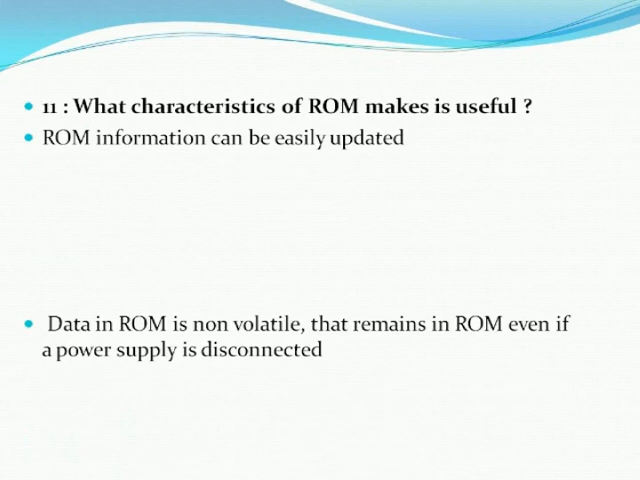 11 : What characteristics of ROM makes is useful ?
ROM information can be easily updated
Data in ROM is non volatile, that remains in ROM even if
a power supply is disconnected